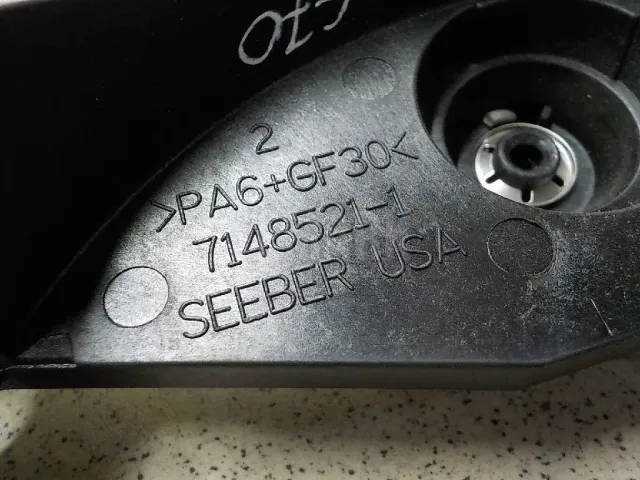 2
>PA6+GF30<
7148521-1
SEEBER USA